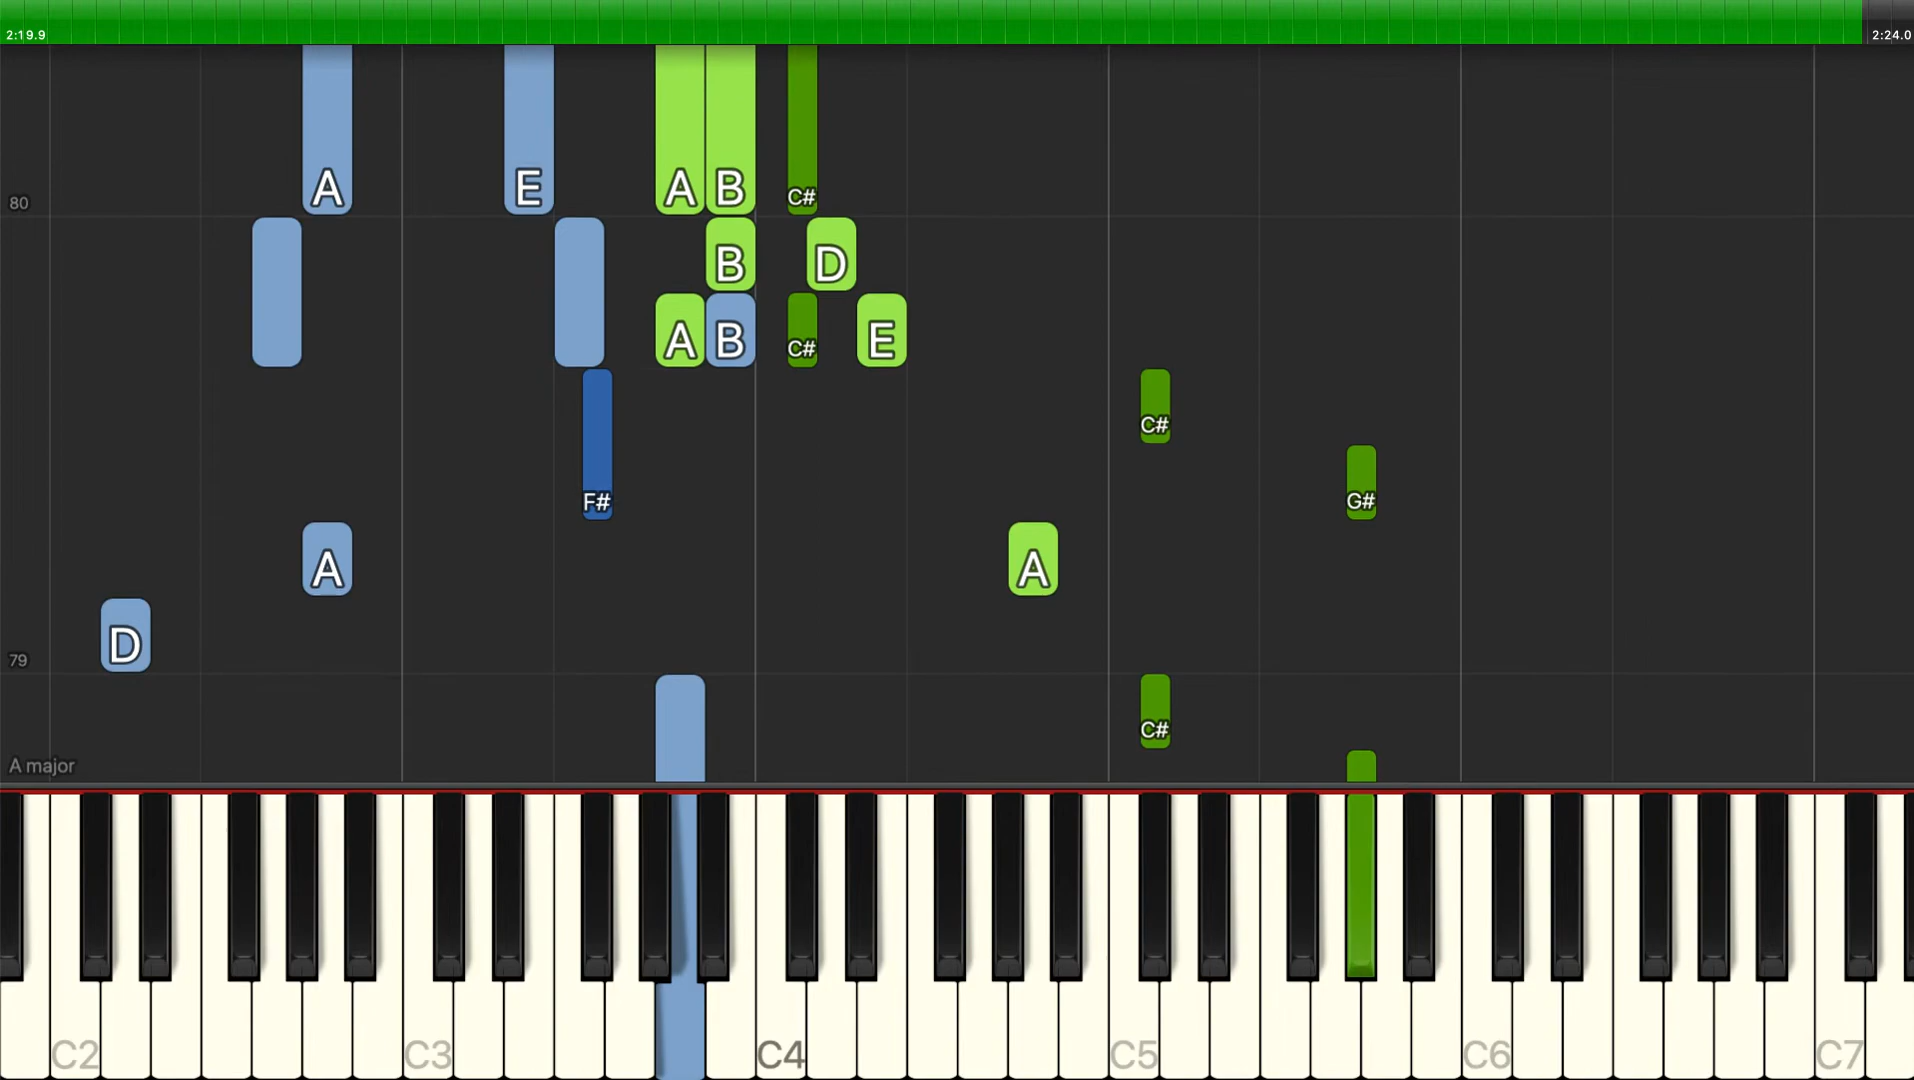 2:19.9 2:24.0
A E A B C#
80
B D
A B C# E
C#
F# G#
A A
D
79
C#
A major
C2 C3 C4 C5 C6 C7